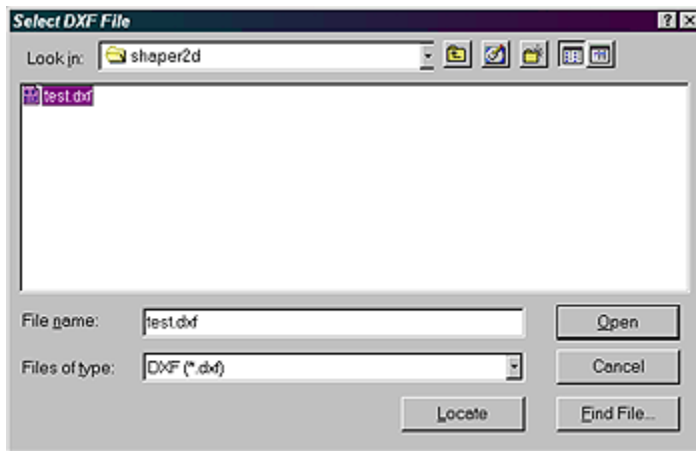 Select DXF File
Look in: shaper2d
test.dxf
File name: test.dxf Open
Files of type: DXF (*.dxf) Cancel
Locate Find File...